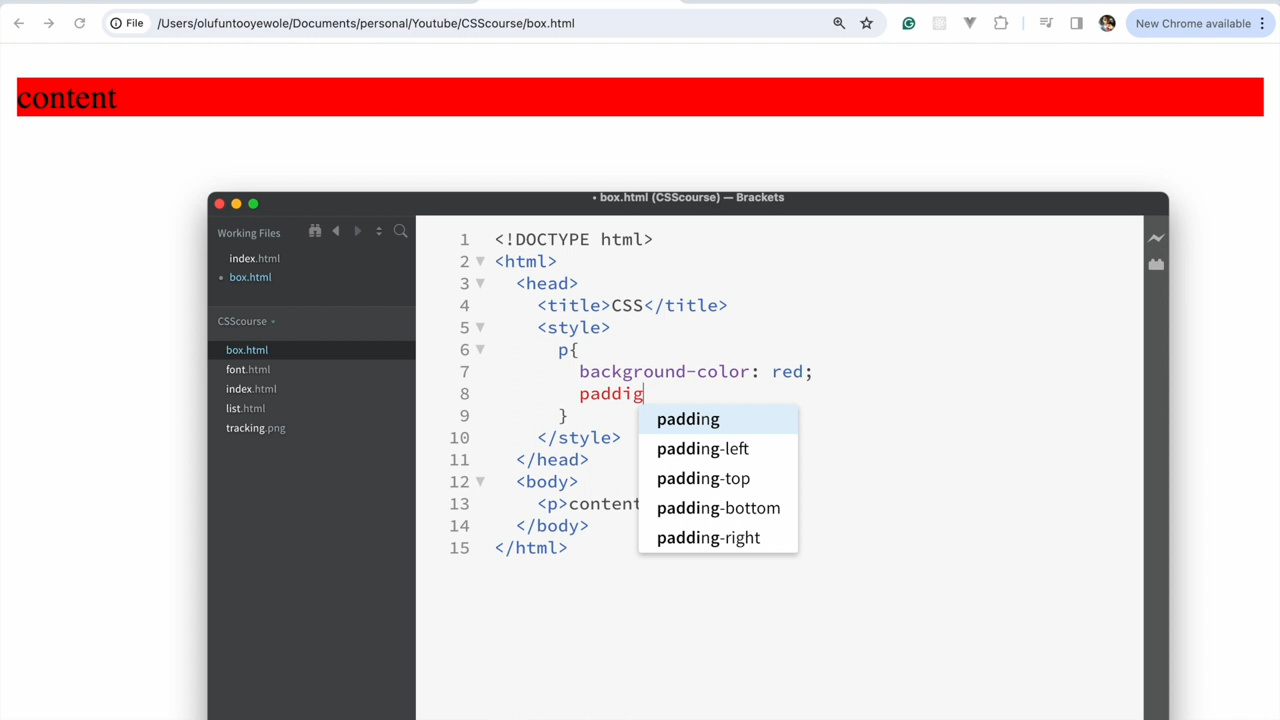 File
/Users/olufuntooyewole/Documents/personal/Youtube/CSScourse/box.html
New Chrome available
content
• box.html (CSScourse) — Brackets
Working Files
index.html
• box.html
CSScourse
box.html
font.html
index.html
list.html
tracking.png
1 <!DOCTYPE html>
2 <html>
3 <head>
4 <title>CSS</title>
5 <style>
6 p{
7 background-color: red;
8 paddig
9 }
10 </style>
11 </head>
12 <body>
13 <p>content
14 </body>
15 </html>
padding
padding-left
padding-top
padding-bottom
padding-right